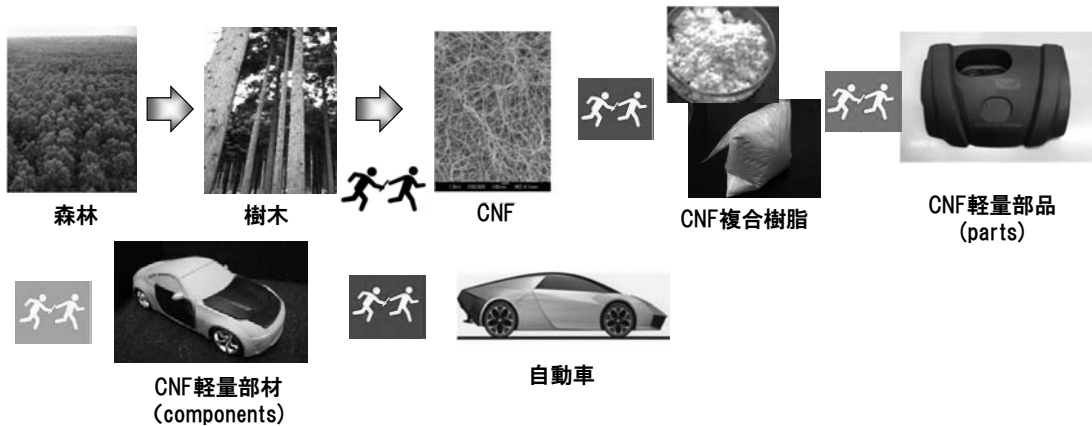 森林
樹木
CNF
CNF複合樹脂
CNF軽量部品
(parts)
CNF軽量部材
(components)
自動車